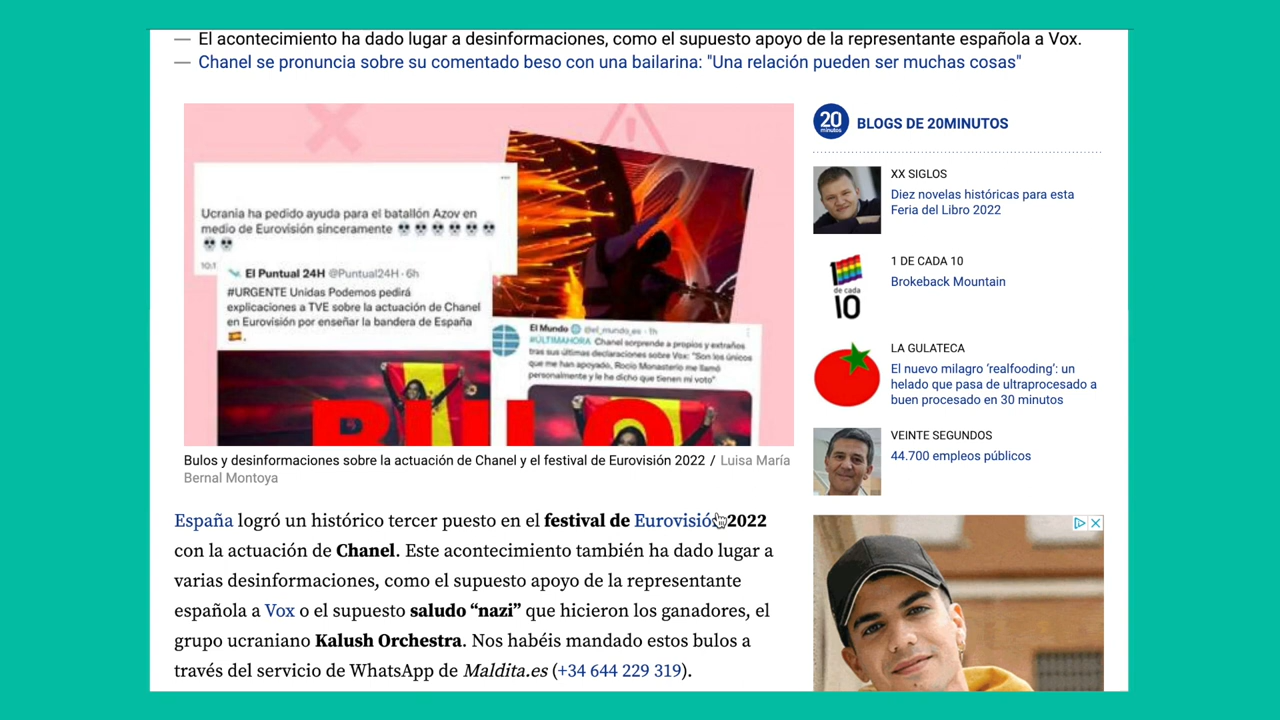 — El acontecimiento ha dado lugar a desinformaciones, como el supuesto apoyo de la representante española a Vox.
— Chanel se pronuncia sobre su comentado beso con una bailarina: "Una relación pueden ser muchas cosas"
Ucrania ha pedido ayuda para el batallón Azov en
medio de Eurovisión sinceramente 💀 💀 💀 💀 💀 💀
💀 💀
El Puntual 24H @Puntual24H · 6h
#URGENTE Unidas Podemos pedirá
explicaciones a TVE sobre la actuación de Chanel
en Eurovisión por enseñar la bandera de España
🇪🇸.
El Mundo @el_mundo_es · 1h
#ÚLTIMAHORA Chanel sorprende a propios y extraños
tras sus últimas declaraciones sobre Vox: "Son los únicos
que me han apoyado, Rocío Monasterio me llamó
personalmente y le he dicho que tienen mi voto"
BULO
Bulos y desinformaciones sobre la actuación de Chanel y el festival de Eurovisión 2022 / Luisa María
Bernal Montoya
España logró un histórico tercer puesto en el festival de Eurovisión 2022
con la actuación de Chanel. Este acontecimiento también ha dado lugar a
varias desinformaciones, como el supuesto apoyo de la representante
española a Vox o el supuesto saludo “nazi” que hicieron los ganadores, el
grupo ucraniano Kalush Orchestra. Nos habéis mandado estos bulos a
través del servicio de WhatsApp de Maldita.es (+34 644 229 319).
20
minutos
BLOGS DE 20MINUTOS
XX SIGLOS
Diez novelas históricas para esta
Feria del Libro 2022
1
de cada
10
1 DE CADA 10
Brokeback Mountain
LA GULATECA
El nuevo milagro ‘realfooding’: un
helado que pasa de ultraprocesado a
buen procesado en 30 minutos
VEINTE SEGUNDOS
44.700 empleos públicos